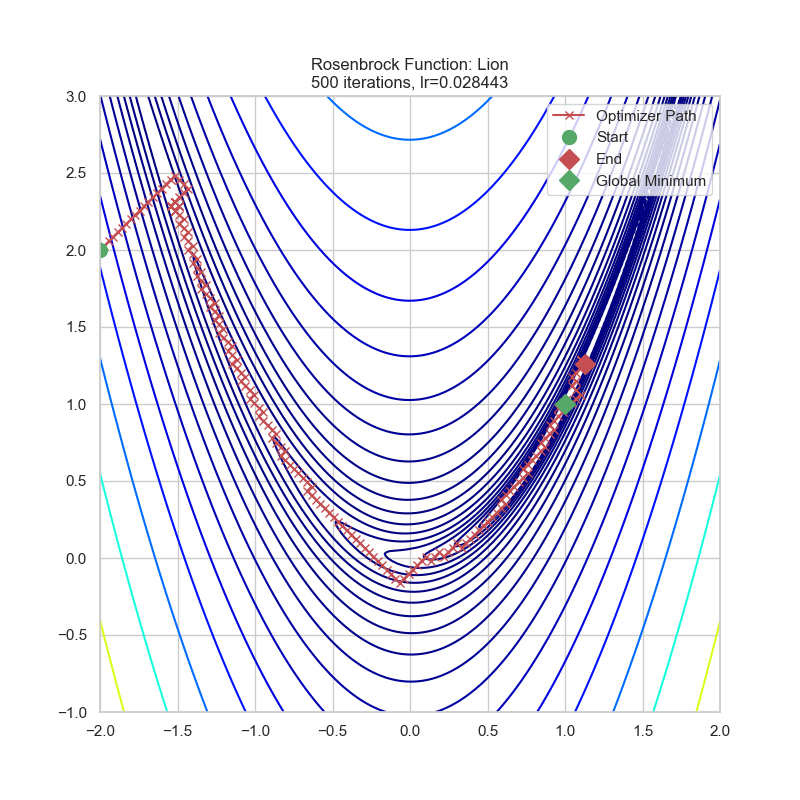 Rosenbrock Function: Lion
500 iterations, lr=0.028443
Optimizer Path
Start
End
Global Minimum
3.0
2.5
2.0
1.5
1.0
0.5
0.0
−0.5
−1.0
−2.0 −1.5 −1.0 −0.5 0.0 0.5 1.0 1.5 2.0